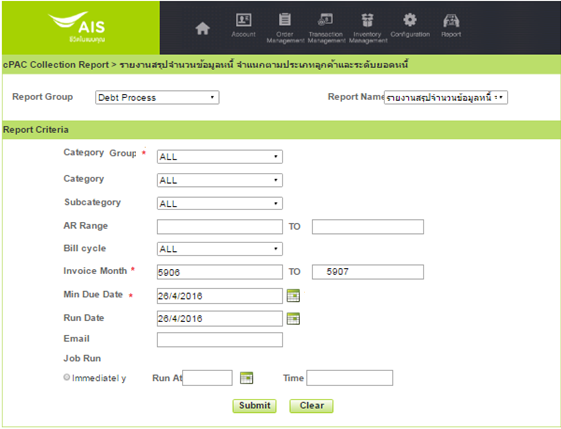 AIS
ชีวิตในแบบคุณ
Account
Order Management
Transaction Management
Inventory Management
Configuration
Report
cPAC Collection Report > รายงานสรุปจำนวนข้อมูลหนี้ จำแนกตามประเภทลูกค้าและระดับยอดหนี้
Report Group Debt Process Report Name รายงานสรุปจำนวนข้อมูลหนี้
Report Criteria
Category Group * ALL
Category ALL
Subcategory ALL
AR Range TO
Bill cycle ALL
Invoice Month * 5906 TO 5907
Min Due Date * 26/4/2016
Run Date 26/4/2016
Email
Job Run
Immediatel y Run At Time
Submit Clear